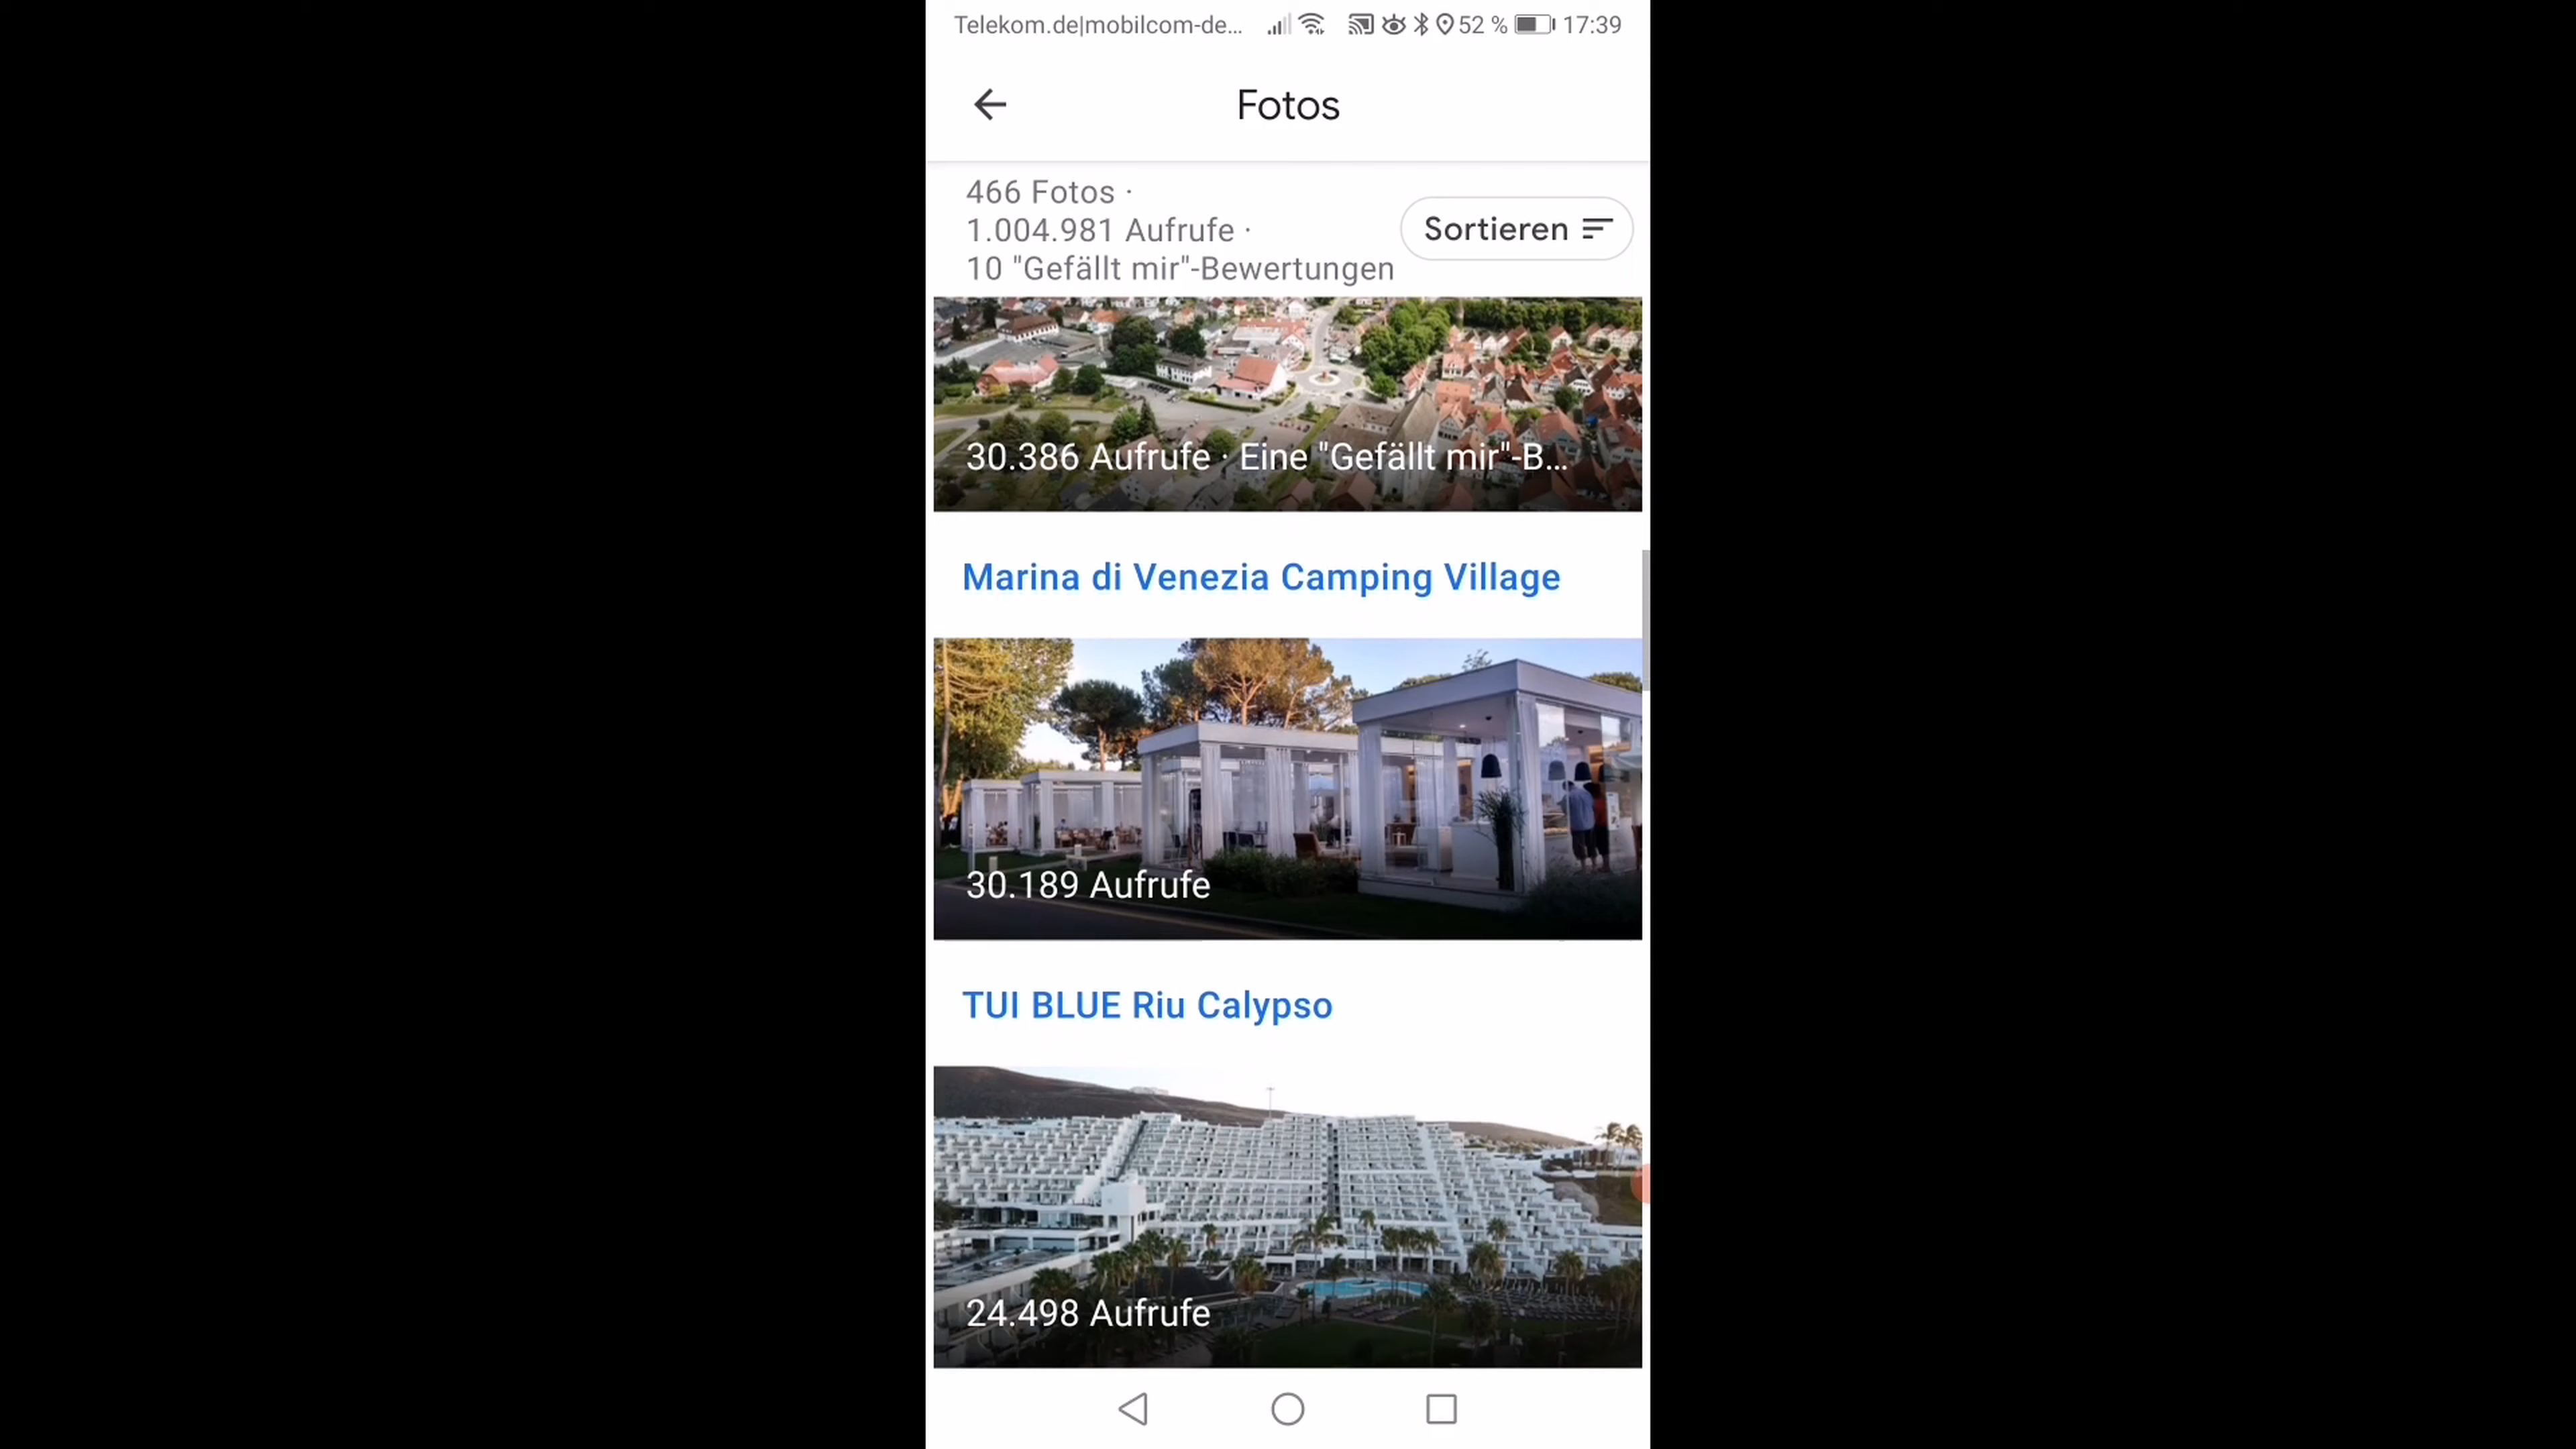 Telekom.de|mobilcom-de... 52 % 17:39
Fotos
466 Fotos ·
1.004.981 Aufrufe ·
10 "Gefällt mir"-Bewertungen
Sortieren
30.386 Aufrufe · Eine "Gefällt mir"-B...
Marina di Venezia Camping Village
30.189 Aufrufe
TUI BLUE Riu Calypso
24.498 Aufrufe